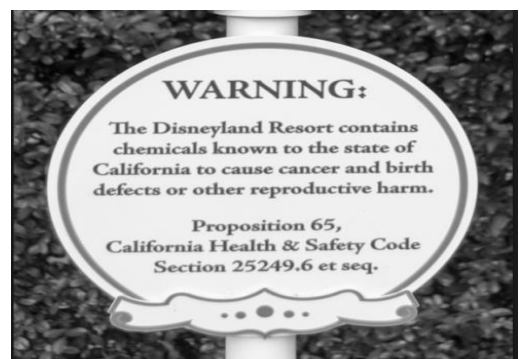 WARNING:
The Disneyland Resort contains
chemicals known to the state of
California to cause cancer and birth
defects or other reproductive harm.
Proposition 65,
California Health & Safety Code
Section 25249.6 et seq.